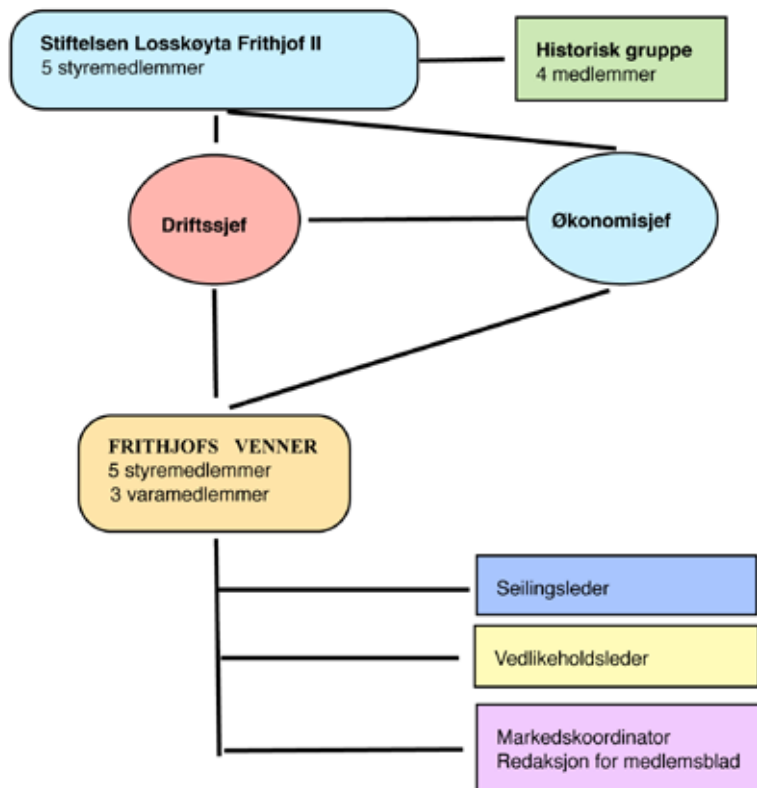 Stiftelsen Losskøyta Frithjof II
5 styremedlemmer
Historisk gruppe
4 medlemmer
Driftssjef
Økonomisjef
FRITHJOFS VENNER
5 styremedlemmer
3 varamedlemmer
Seilingsleder
Vedlikeholdsleder
Markedskoordinator
Redaksjon for medlemsblad